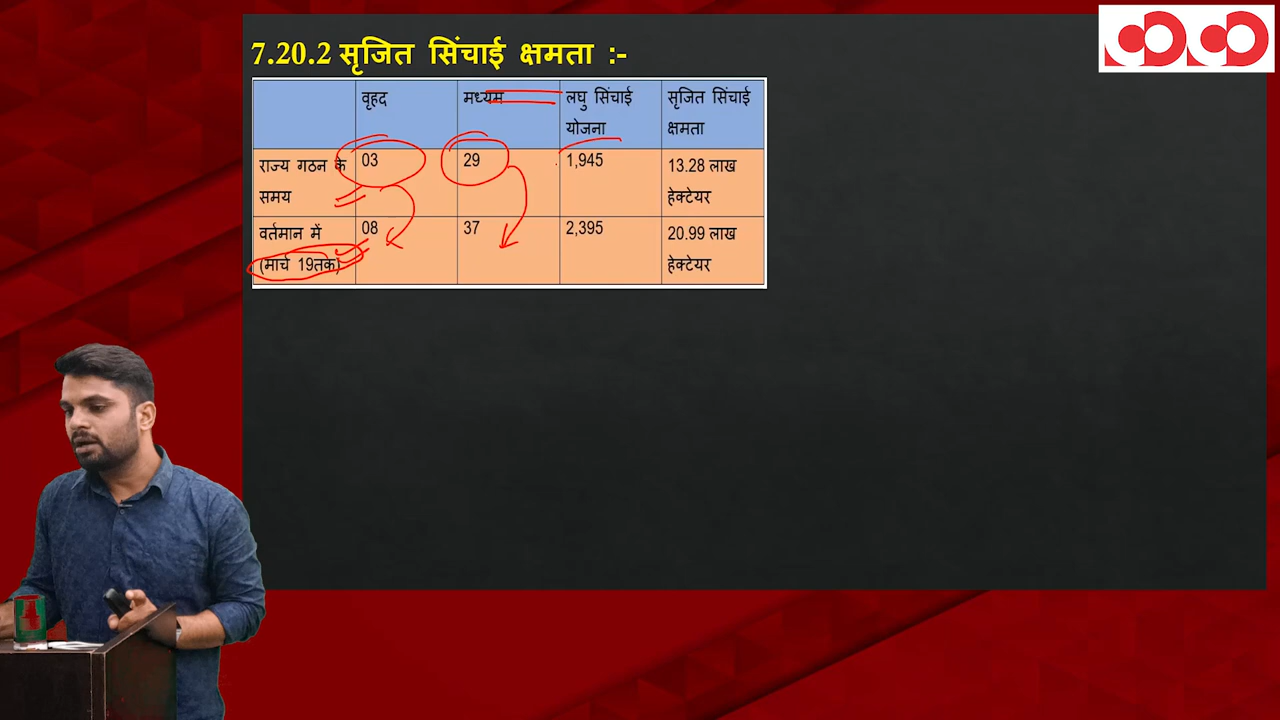 7.20.2 सृजित सिंचाई क्षमता :-
वृहद मध्यम लघु सिंचाई योजना सृजित सिंचाई क्षमता
राज्य गठन के समय 03 29 1,945 13.28 लाख हेक्टेयर
वर्तमान में (मार्च 19तक) 08 37 2,395 20.99 लाख हेक्टेयर